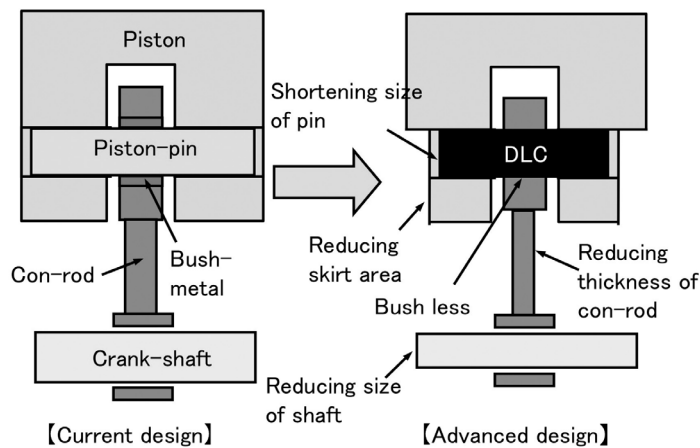 Piston
Piston-pin
Con-rod
Bush-
metal
Crank-shaft
【Current design】
Shortening size
of pin
DLC
Reducing
skirt area
Bush less
Reducing
thickness of
con-rod
Reducing size
of shaft
【Advanced design】